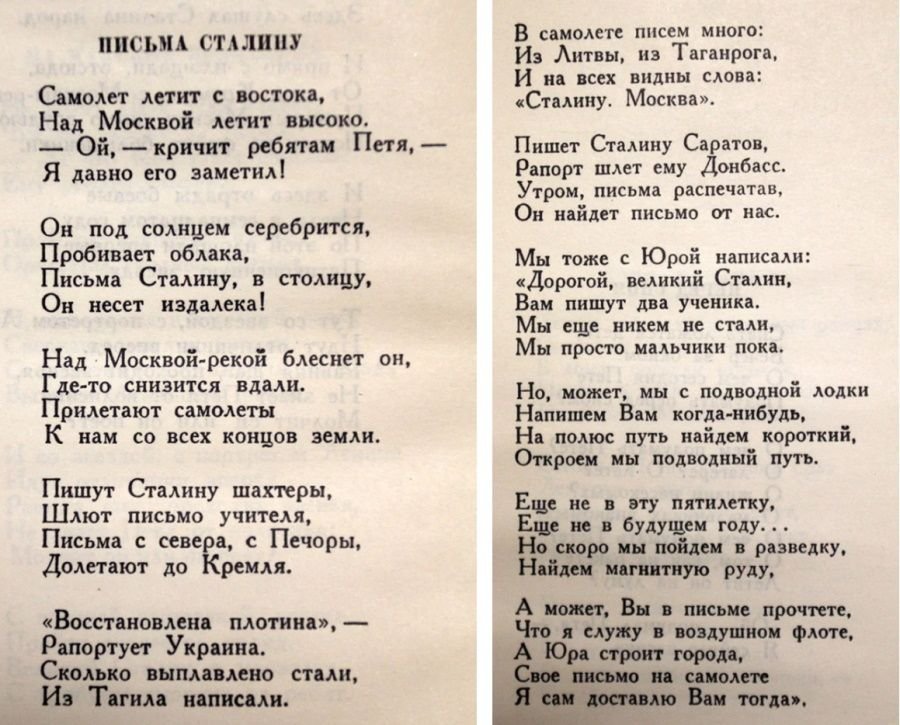 ПИСЬМА СТАЛИНУ
Самолет летит с востока,
Над Москвой летит высоко.
— Ой, — кричит ребятам Петя, —
Я давно его заметил!
Он под солнцем серебрится,
Пробивает облака,
Письма Сталину, в столицу,
Он несет издалека!
Над Москвой-рекой блеснет он,
Где-то снизится вдали.
Прилетают самолеты
К нам со всех концов земли.
Пишут Сталину шахтеры,
Шлют письмо учителя,
Письма с севера, с Печоры,
Долетают до Кремля.
«Восстановлена плотина», —
Рапортует Украина.
Сколько выплавлено стали,
Из Тагила написали.
В самолете писем много:
Из Литвы, из Таганрога,
И на всех видны слова:
«Сталину. Москва».
Пишет Сталину Саратов,
Рапорт шлет ему Донбасс.
Утром, письма распечатав,
Он найдет письмо от нас.
Мы тоже с Юрой написали:
«Дорогой, великий Сталин,
Вам пишут два ученика.
Мы еще никем не стали,
Мы просто мальчики пока.
Но, может, мы с подводной лодки
Напишем Вам когда-нибудь,
На полюс путь найдем короткий,
Откроем мы подводный путь.
Еще не в эту пятилетку,
Еще не в будущем году...
Но скоро мы пойдем в разведку,
Найдем магнитную руду,
А может, Вы в письме прочтете,
Что я служу в воздушном флоте,
А Юра строит города,
Свое письмо на самолете
Я сам доставлю Вам тогда».